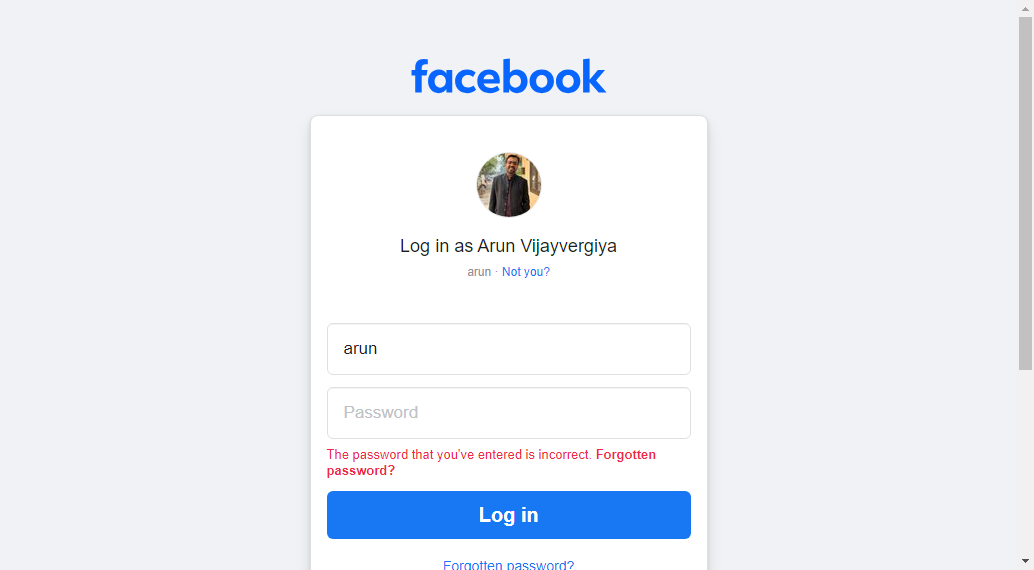 facebook
Log in as Arun Vijayvergiya
arun · Not you?
arun
Password
The password that you've entered is incorrect. Forgotten
password?
Log in
Forgotten password?